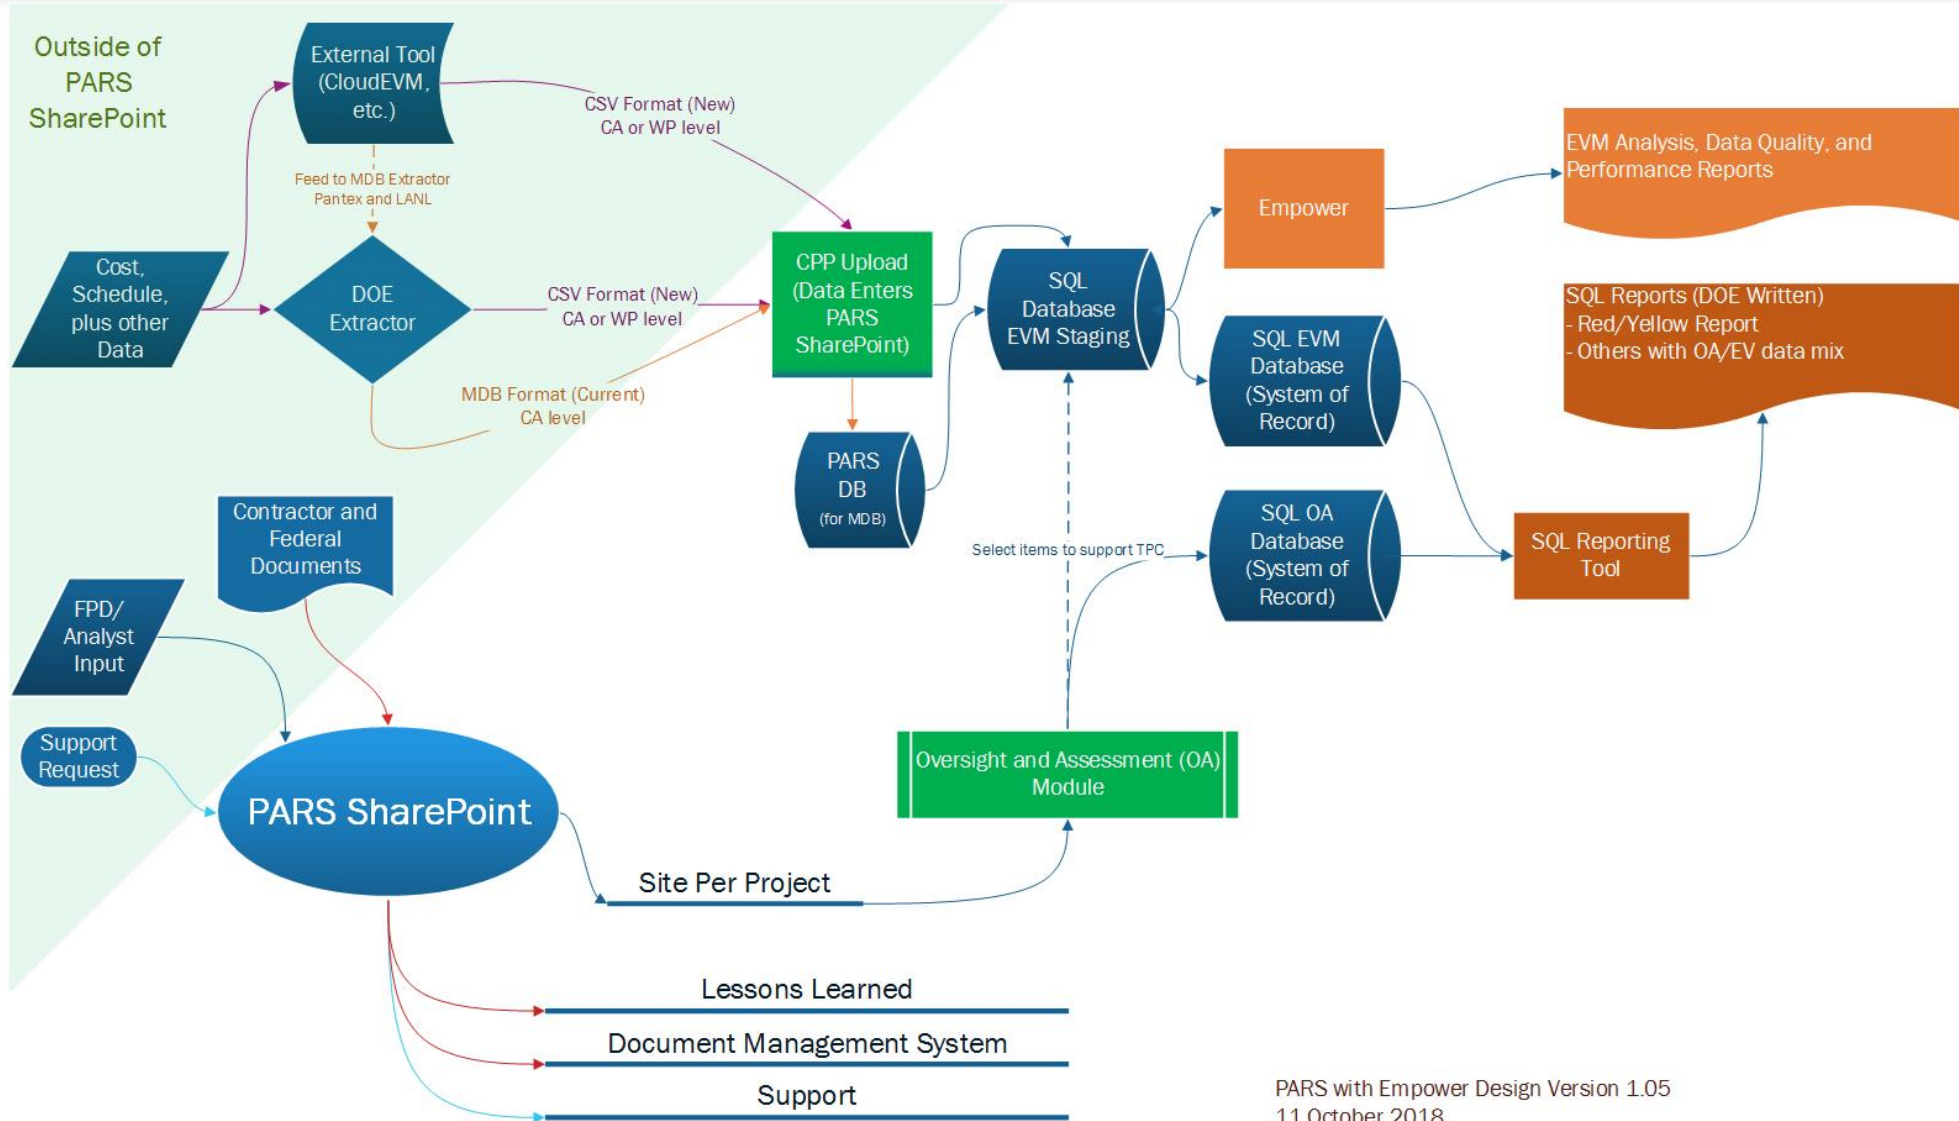 Outside of
PARS
SharePoint
External Tool
(CloudEVM,
etc.)
CSV Format (New)
CA or WP level
Feed to MDB Extractor
Pantex and LANL
Cost,
Schedule,
plus other
Data
DOE
Extractor
CSV Format (New)
CA or WP level
MDB Format (Current)
CA level
CPP Upload
(Data Enters
PARS
SharePoint)
PARS
DB
(for MDB)
SQL
Database
EVM Staging
Empower
EVM Analysis, Data Quality, and
Performance Reports
SQL EVM
Database
(System of
Record)
SQL Reports (DOE Written)
- Red/Yellow Report
- Others with OA/EV data mix
Select items to support TPC
SQL OA
Database
(System of
Record)
SQL Reporting
Tool
Contractor and
Federal
Documents
FPD/
Analyst
Input
Support
Request
PARS SharePoint
Oversight and Assessment (OA)
Module
Site Per Project
Lessons Learned
Document Management System
Support
PARS with Empower Design Version 1.05
11 October 2018